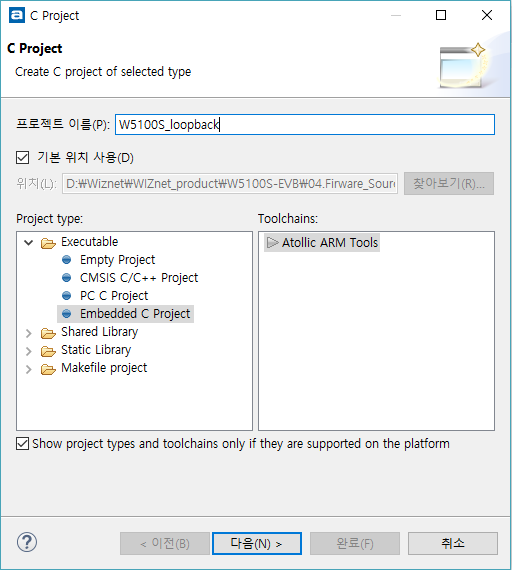 C Project
C Project
Create C project of selected type
프로젝트 이름(P): W5100S_loopback
기본 위치 사용(D)
위치(L): D:₩Wiznet₩WIZnet_product₩W5100S-EVB₩04.Firware_Sour 찾아보기(R)...
Project type: Toolchains:
Executable Atollic ARM Tools
Empty Project
CMSIS C/C++ Project
PC C Project
Embedded C Project
Shared Library
Static Library
Makefile project
Show project types and toolchains only if they are supported on the platform
? < 이전(B) 다음(N) > 완료(F) 취소